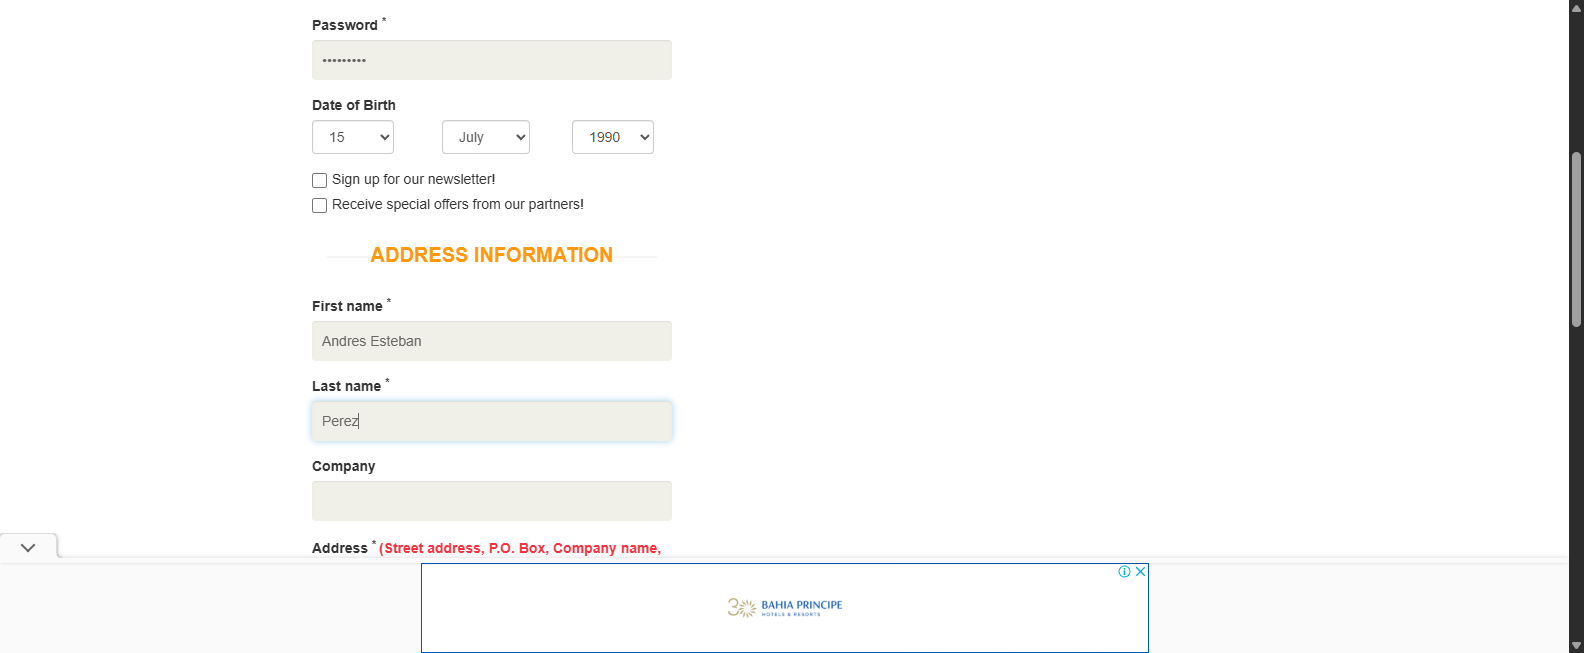 Password *
•••••••••
Date of Birth
15 July 1990
Sign up for our newsletter!
Receive special offers from our partners!
ADDRESS INFORMATION
First name *
Andres Esteban
Last name *
Perez
Company
Address * (Street address, P.O. Box, Company name,
30 BAHIA PRINCIPE
HOTELS & RESORTS